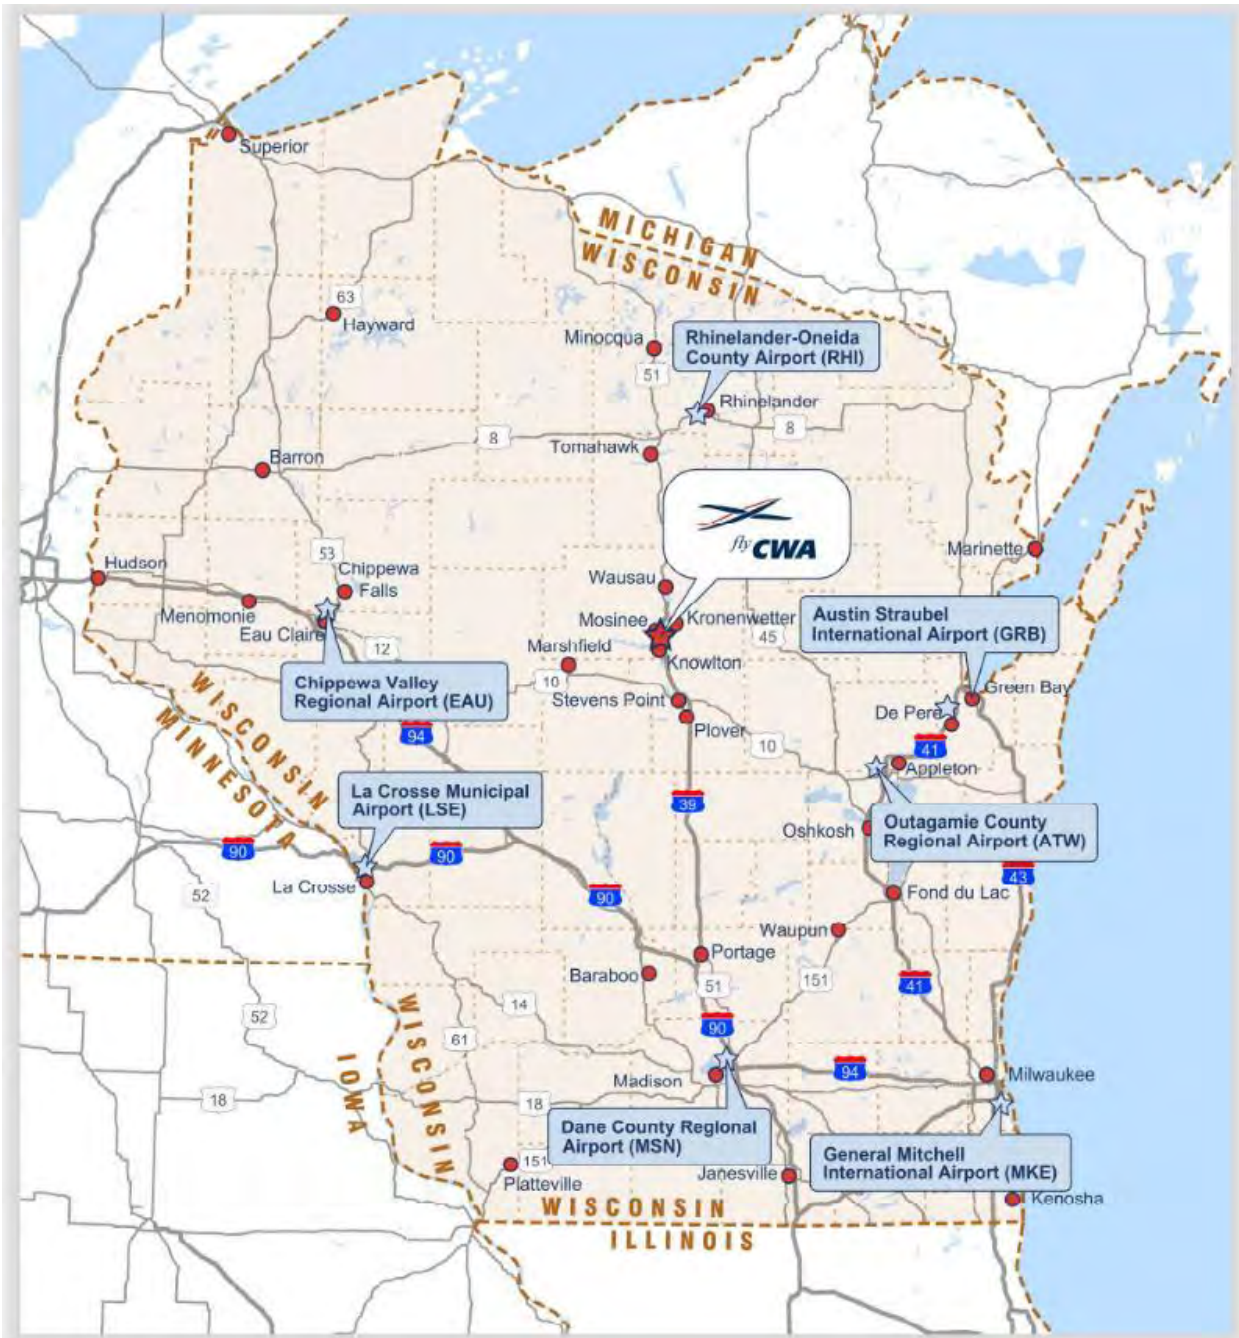 Superior
MICHIGAN
WISCONSIN
63
Hayward
Minocqua
Rhinelander-Oneida
County Airport (RHI)
51
Rhinelander
8
8
Tomahawk
Barron
fly CWA
53
Marinette
Hudson
Chippewa
Falls
Wausau
Menomonie
Eau Claire
Mosinee
Kronenwetter
Austin Straubel
International Airport (GRB)
45
12
Marshfield
Knowlton
10
Chippewa Valley
Regional Airport (EAU)
WISCONSIN
MINNESOTA
Stevens Point
Plover
Green Bay
De Pere
94
10
41
Appleton
La Crosse Municipal
Airport (LSE)
39
Oshkosh
Outagamie County
Regional Airport (ATW)
90
90
43
La Crosse
52
90
Fond du Lac
Waupun
Portage
Baraboo
151
51
41
14
52
90
WISCONSIN
IOWA
61
Madison
94
Milwaukee
18
18
Dane County Regional
Airport (MSN)
General Mitchell
International Airport (MKE)
151
Platteville
Janesville
Kenosha
WISCONSIN
ILLINOIS